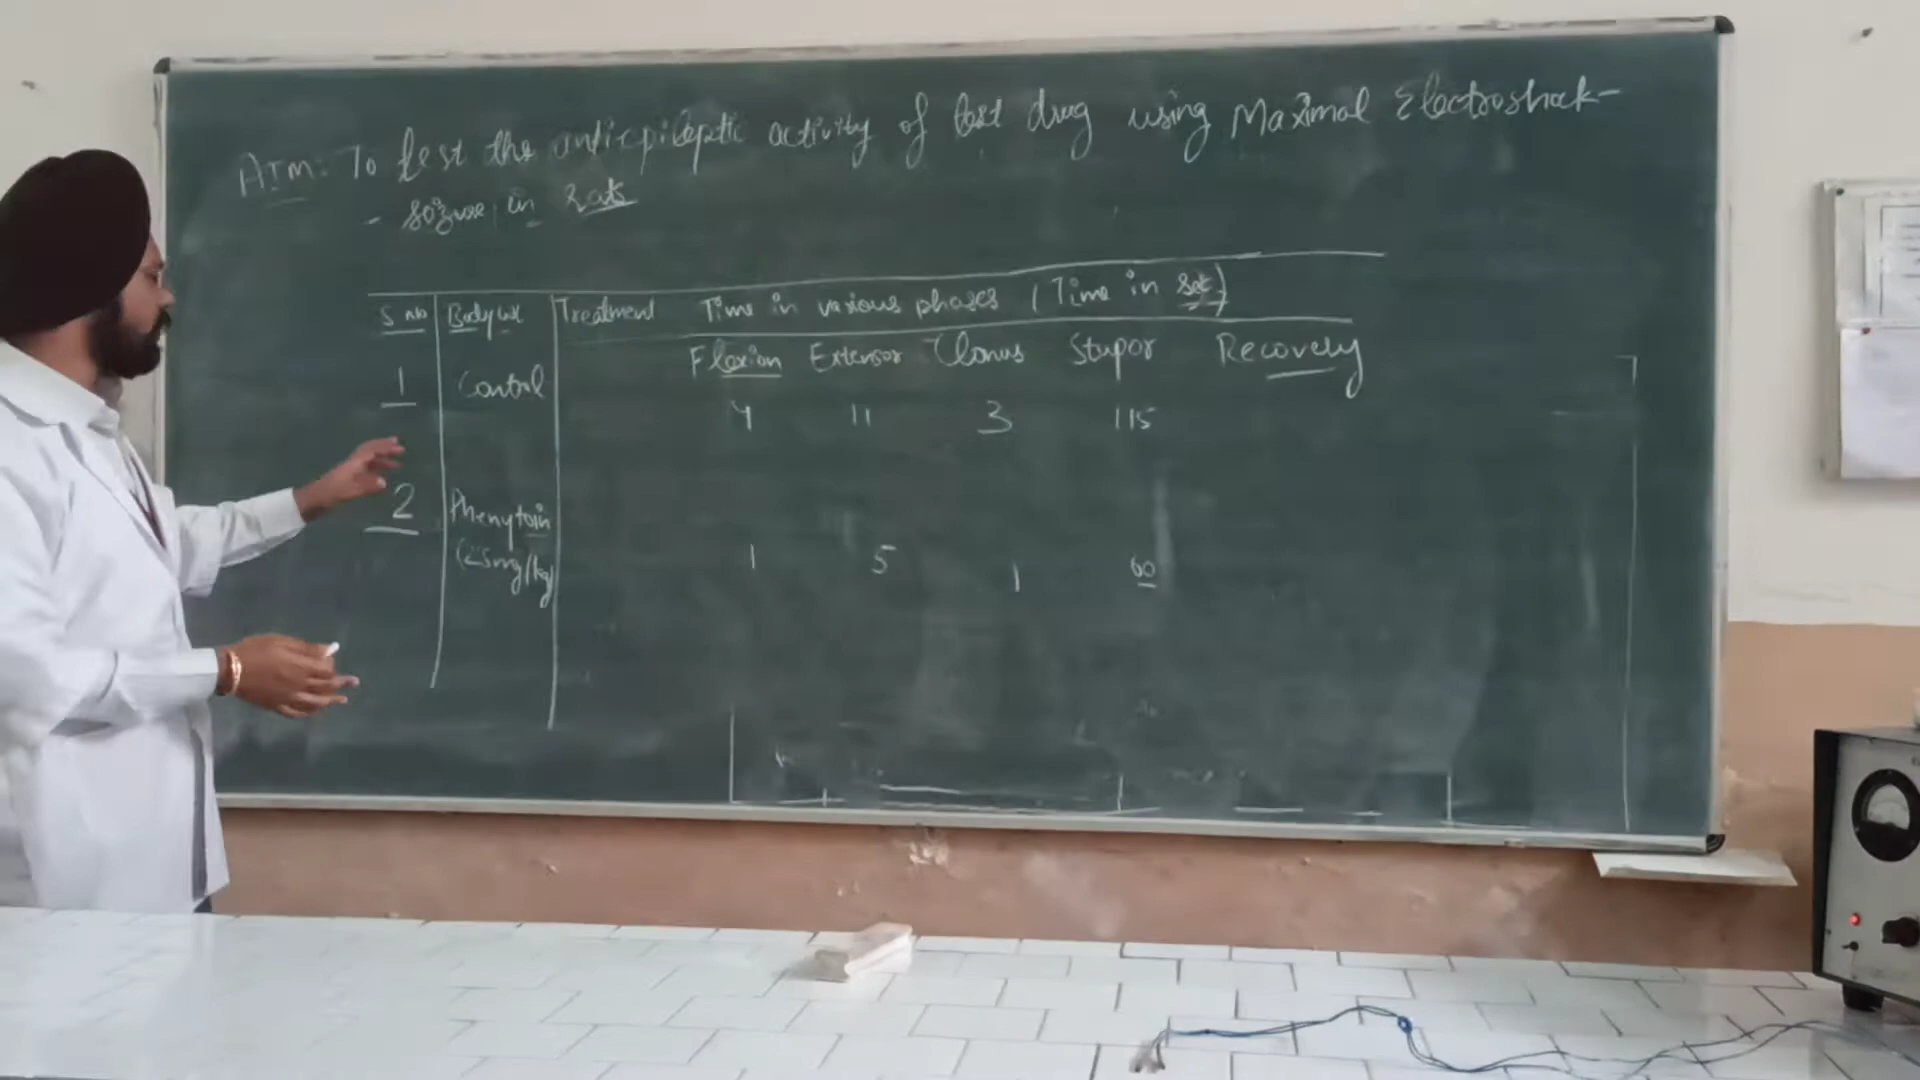 AIM: To test the antiepileptic activity of test drug using Maximal Electroshock-
- in Rats
S no Body wt Treatment Time in various phases (Time in sec)
Flexion Extensor Clonus Stupor Recovery
1 Control
4 11 3 115
2 Phenytoin
(25mg/kg)
1 5 1 60